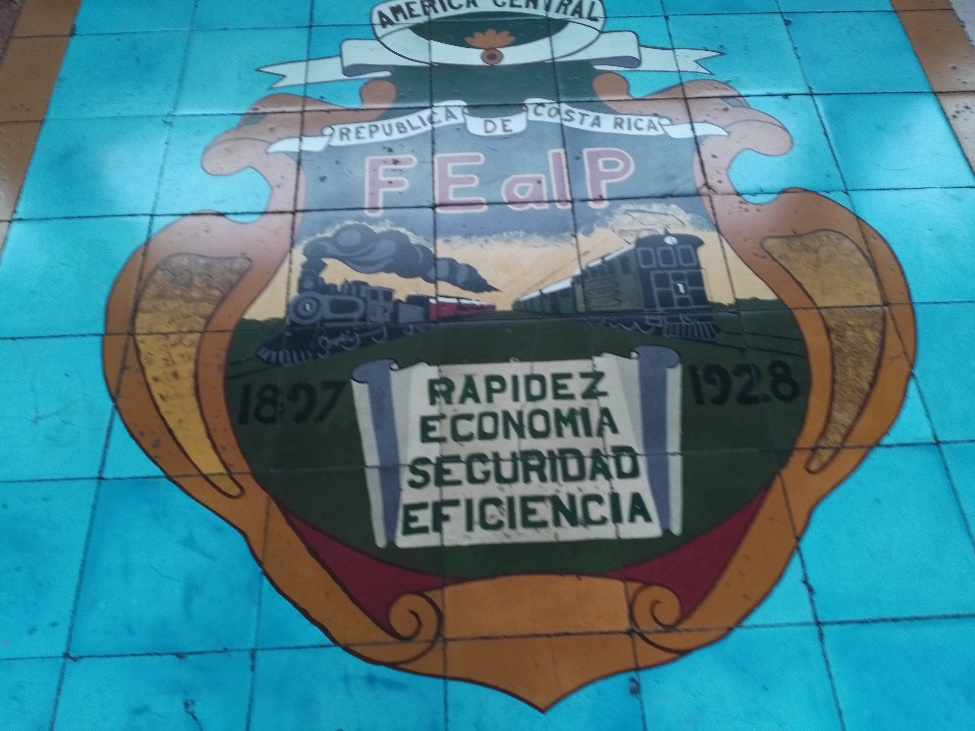 AMERICA CENTRAL
REPUBLICA DE COSTA RICA
FEalP
1897
1928
RAPIDEZ
ECONOMIA
SEGURIDAD
EFICIENCIA